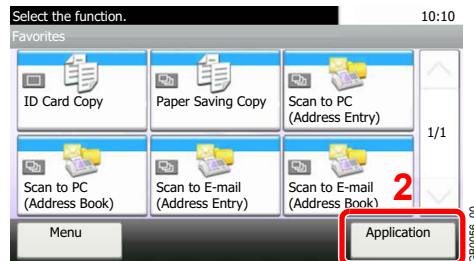 Select the function.
10:10
Favorites
ID Card Copy
Paper Saving Copy
Scan to PC
(Address Entry)
1/1
Scan to PC
(Address Book)
Scan to E-mail
(Address Entry)
Scan to E-mail
(Address Book)
2
Menu
Application
GB0056_00